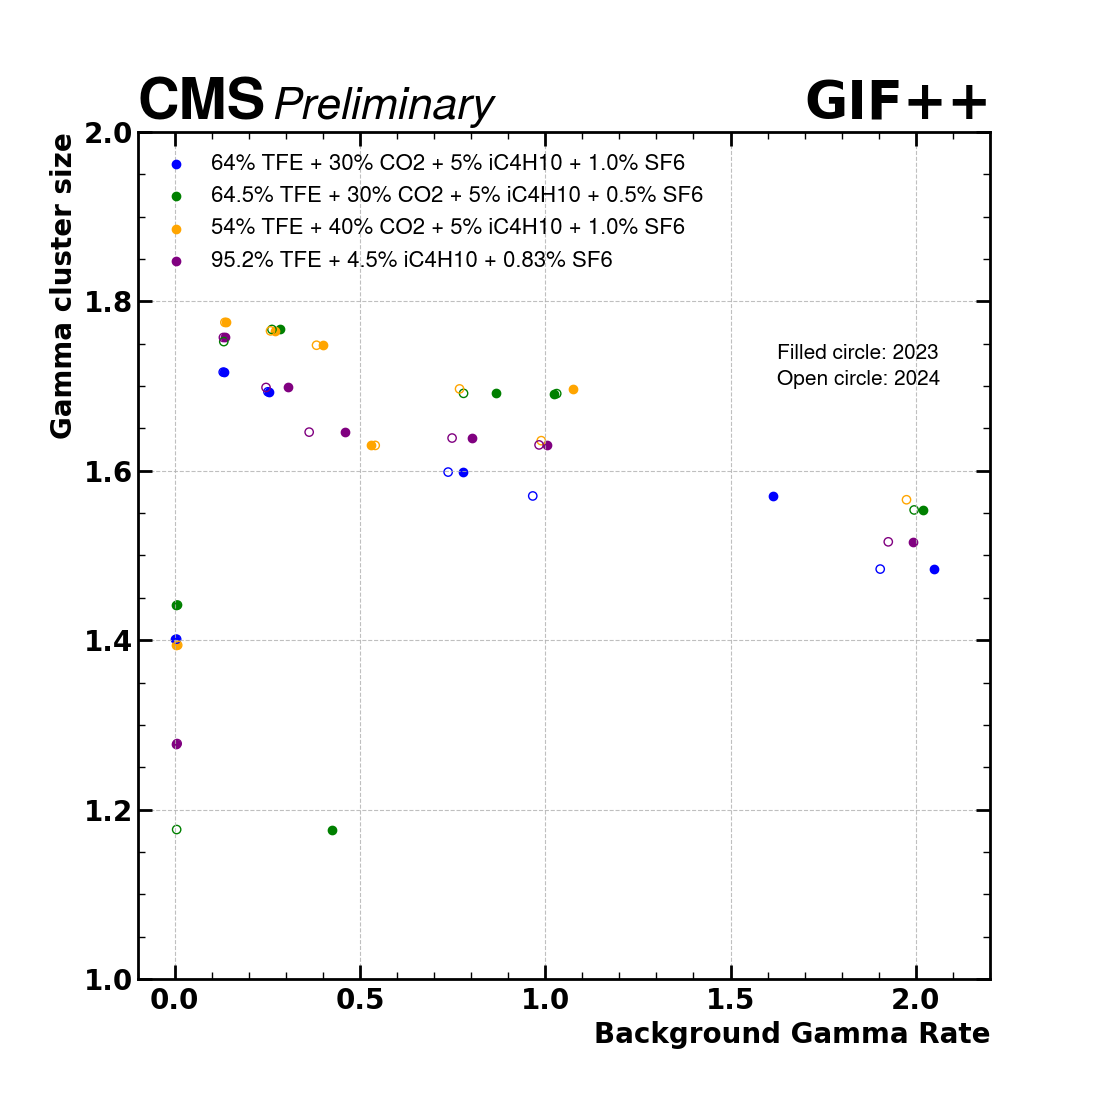 CMS Preliminary GIF++
Gamma cluster size
2.0
1.8
1.6
1.4
1.2
1.0
64% TFE + 30% CO2 + 5% iC4H10 + 1.0% SF6
64.5% TFE + 30% CO2 + 5% iC4H10 + 0.5% SF6
54% TFE + 40% CO2 + 5% iC4H10 + 1.0% SF6
95.2% TFE + 4.5% iC4H10 + 0.83% SF6
Filled circle: 2023
Open circle: 2024
0.0 0.5 1.0 1.5 2.0
Background Gamma Rate